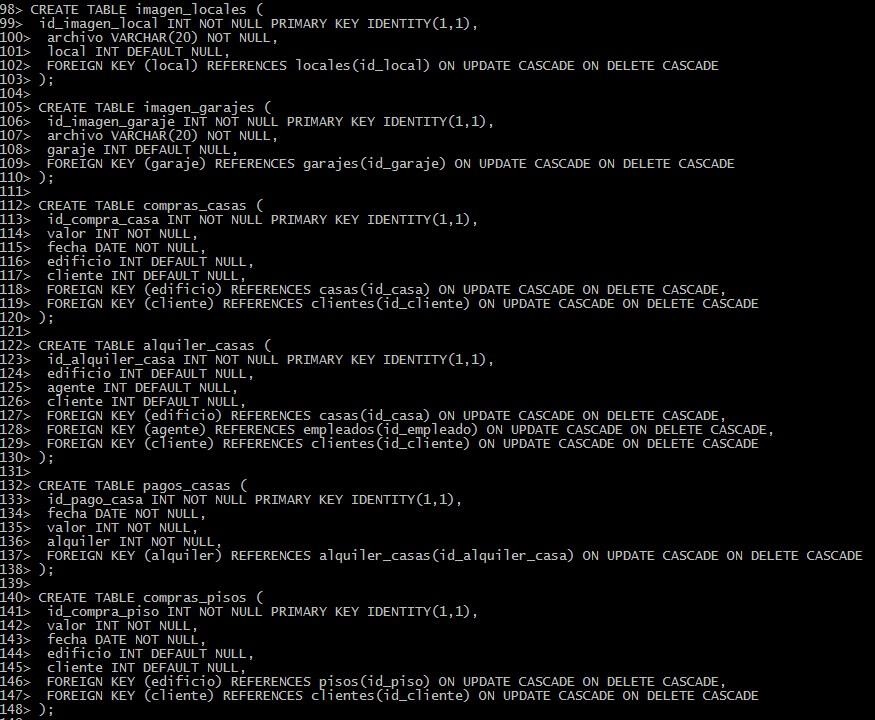 98> CREATE TABLE imagen_locales (
99>  id_imagen_local INT NOT NULL PRIMARY KEY IDENTITY(1,1),
100>  archivo VARCHAR(20) NOT NULL,
101>  local INT DEFAULT NULL,
102>  FOREIGN KEY (local) REFERENCES locales(id_local) ON UPDATE CASCADE ON DELETE CASCADE
103> );
104>
105> CREATE TABLE imagen_garajes (
106>  id_imagen_garaje INT NOT NULL PRIMARY KEY IDENTITY(1,1),
107>  archivo VARCHAR(20) NOT NULL,
108>  garaje INT DEFAULT NULL,
109>  FOREIGN KEY (garaje) REFERENCES garajes(id_garaje) ON UPDATE CASCADE ON DELETE CASCADE
110> );
111>
112> CREATE TABLE compras_casas (
113>  id_compra_casa INT NOT NULL PRIMARY KEY IDENTITY(1,1),
114>  valor INT NOT NULL,
115>  fecha DATE NOT NULL,
116>  edificio INT DEFAULT NULL,
117>  cliente INT DEFAULT NULL,
118>  FOREIGN KEY (edificio) REFERENCES casas(id_casa) ON UPDATE CASCADE ON DELETE CASCADE,
119>  FOREIGN KEY (cliente) REFERENCES clientes(id_cliente) ON UPDATE CASCADE ON DELETE CASCADE
120> );
121>
122> CREATE TABLE alquiler_casas (
123>  id_alquiler_casa INT NOT NULL PRIMARY KEY IDENTITY(1,1),
124>  edificio INT DEFAULT NULL,
125>  agente INT DEFAULT NULL,
126>  cliente INT DEFAULT NULL,
127>  FOREIGN KEY (edificio) REFERENCES casas(id_casa) ON UPDATE CASCADE ON DELETE CASCADE,
128>  FOREIGN KEY (agente) REFERENCES empleados(id_empleado) ON UPDATE CASCADE ON DELETE CASCADE,
129>  FOREIGN KEY (cliente) REFERENCES clientes(id_cliente) ON UPDATE CASCADE ON DELETE CASCADE
130> );
131>
132> CREATE TABLE pagos_casas (
133>  id_pago_casa INT NOT NULL PRIMARY KEY IDENTITY(1,1),
134>  fecha DATE NOT NULL,
135>  valor INT NOT NULL,
136>  alquiler INT NOT NULL,
137>  FOREIGN KEY (alquiler) REFERENCES alquiler_casas(id_alquiler_casa) ON UPDATE CASCADE ON DELETE CASCADE
138> );
139>
140> CREATE TABLE compras_pisos (
141>  id_compra_piso INT NOT NULL PRIMARY KEY IDENTITY(1,1),
142>  valor INT NOT NULL,
143>  fecha DATE NOT NULL,
144>  edificio INT DEFAULT NULL,
145>  cliente INT DEFAULT NULL,
146>  FOREIGN KEY (edificio) REFERENCES pisos(id_piso) ON UPDATE CASCADE ON DELETE CASCADE,
147>  FOREIGN KEY (cliente) REFERENCES clientes(id_cliente) ON UPDATE CASCADE ON DELETE CASCADE
148> );